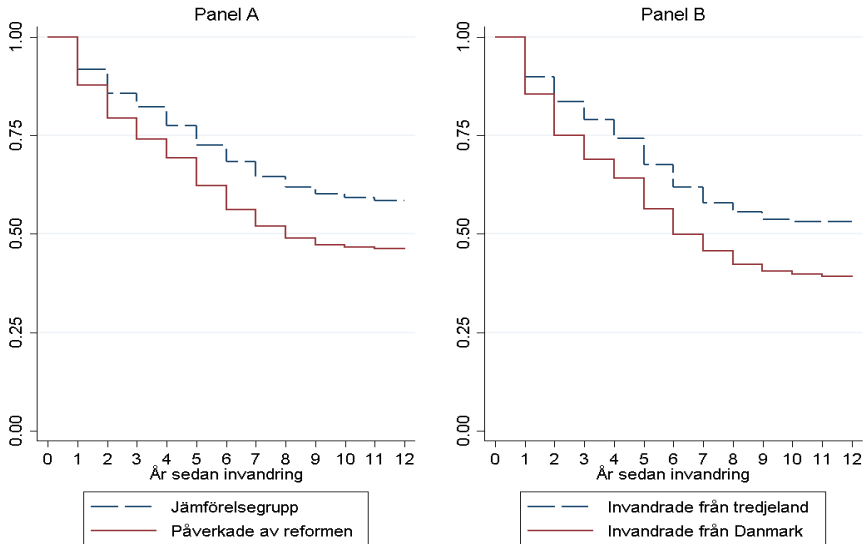 Panel A
1.00
0.75
0.50
0.25
0.00
0 1 2 3 4 5 6 7 8 9 10 11 12
År sedan invandring
Jämförelsegrupp
Påverkade av reformen
Panel B
1.00
0.75
0.50
0.25
0.00
0 1 2 3 4 5 6 7 8 9 10 11 12
År sedan invandring
Invandrade från tredjeland
Invandrade från Danmark